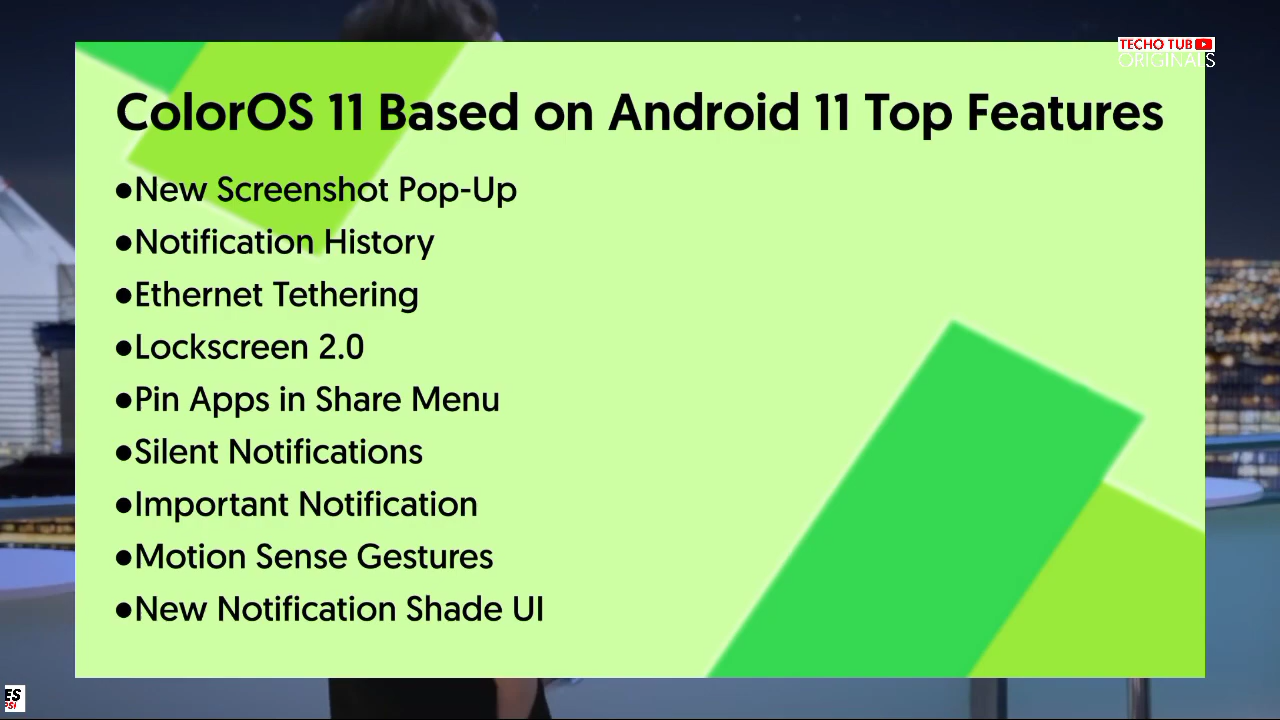 TECHO TUB
ORIGINALS
ColorOS 11 Based on Android 11 Top Features
●New Screenshot Pop-Up
●Notification History
●Ethernet Tethering
●Lockscreen 2.0
●Pin Apps in Share Menu
●Silent Notifications
●Important Notification
●Motion Sense Gestures
●New Notification Shade UI
ES
PSI